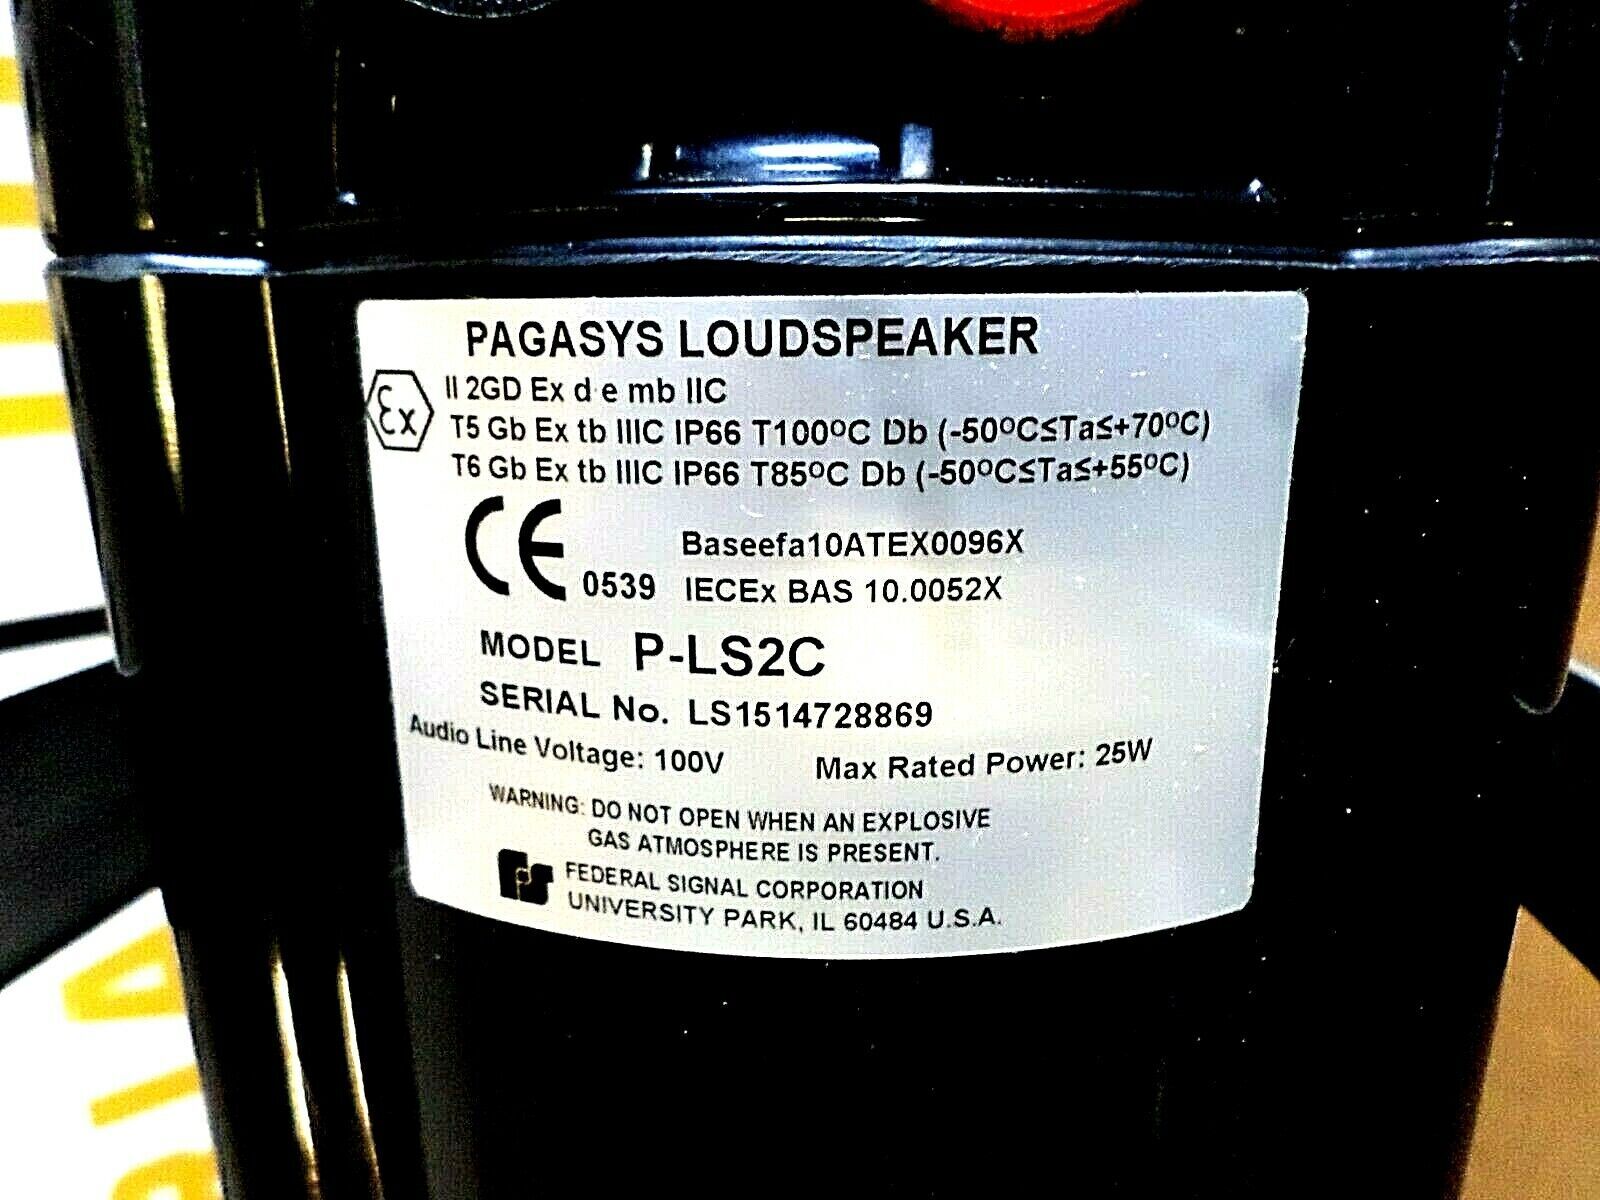 PAGASYS LOUDSPEAKER
Ex II 2GD Ex d e mb IIC
T5 Gb Ex tb IIIC IP66 T100ºC Db (-50ºC≤Ta≤+70ºC)
T6 Gb Ex tb IIIC IP66 T85ºC Db (-50ºC≤Ta≤+55ºC)
Baseefa10ATEX0096X
CE 0539 IECEx BAS 10.0052X
MODEL P-LS2C
SERIAL No. LS1514728869
Audio Line Voltage: 100V Max Rated Power: 25W
WARNING: DO NOT OPEN WHEN AN EXPLOSIVE
GAS ATMOSPHERE IS PRESENT.
FS FEDERAL SIGNAL CORPORATION
UNIVERSITY PARK, IL 60484 U.S.A.